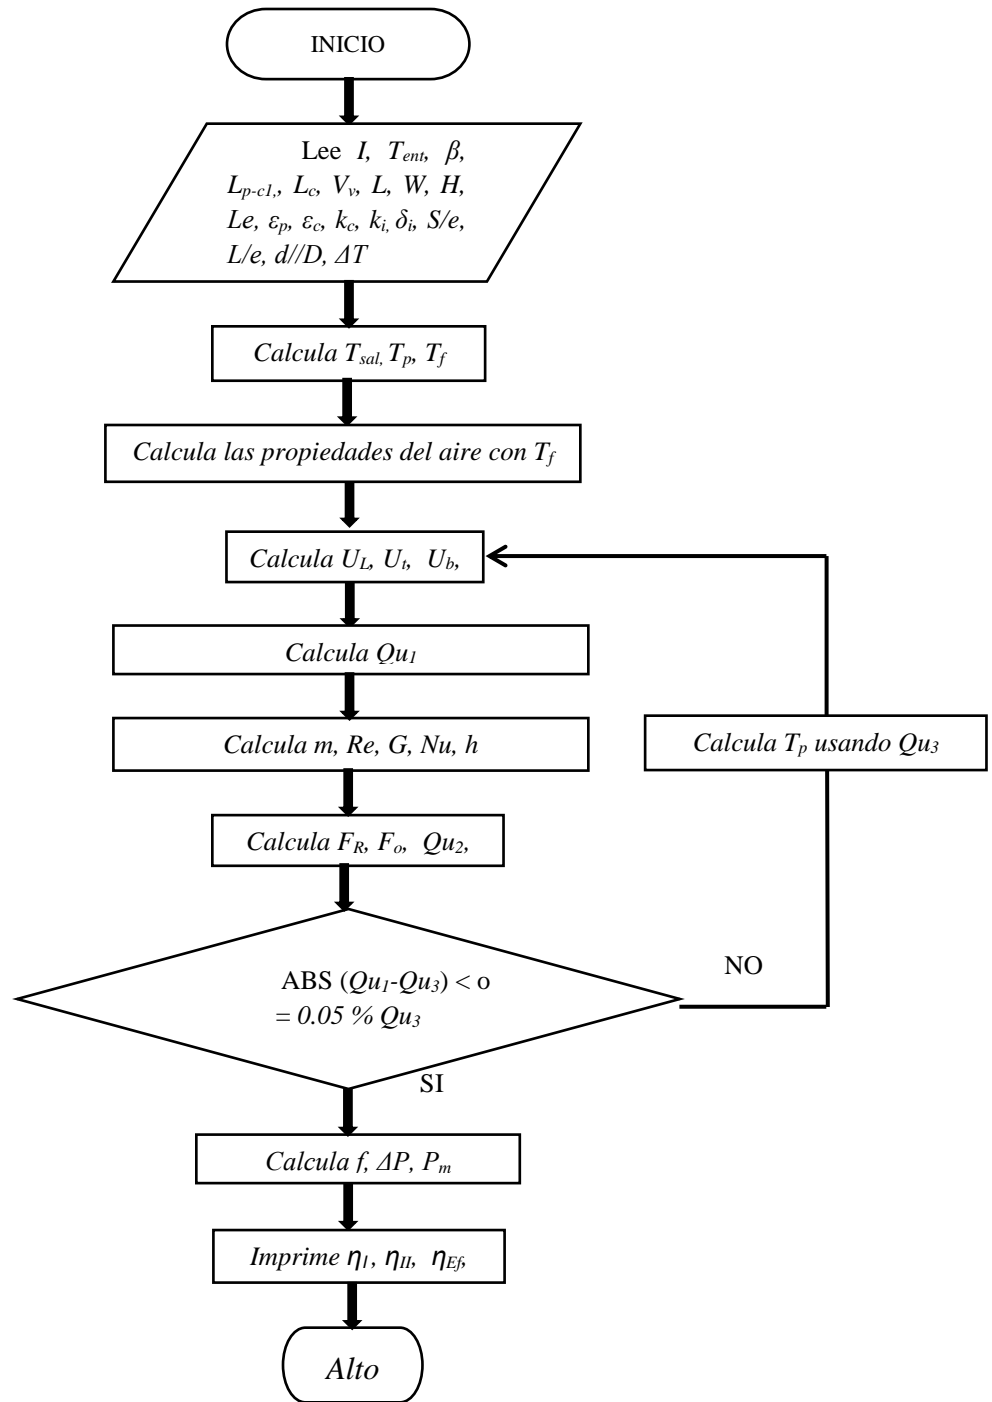 INICIO
Lee I, Tent, β,
Lp-c1,, Lc, Vv, L, W, H,
Le, εp, εc, kc, ki, δi, S/e,
L/e, d//D, ΔT
Calcula Tsal, Tp, Tf
Calcula las propiedades del aire con Tf
Calcula UL, Ut, Ub,
Calcula Qu1
Calcula m, Re, G, Nu, h
Calcula Tp usando Qu3
Calcula FR, Fo, Qu2,
ABS (Qu1-Qu3) < o
= 0.05 % Qu3
NO
SI
Calcula f, ΔP, Pm
Imprime ηI, ηII, ηEf,
Alto